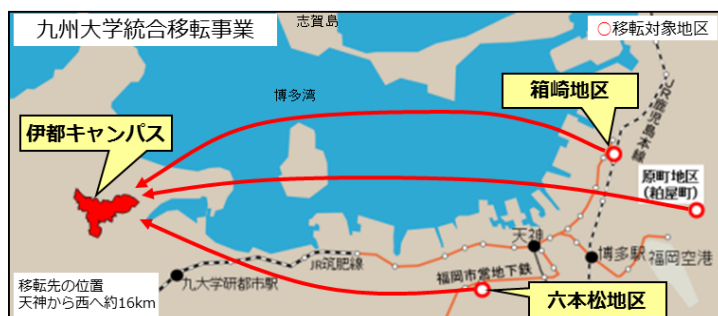 九州大学統合移転事業
志賀島
○移転対象地区
博多湾
箱崎地区
JR鹿児島本線
伊都キャンパス
原町地区
(粕屋町)
天神
博多駅
福岡空港
JR筑肥線
福岡市営地下鉄
九大学研都市駅
移転先の位置
天神から西へ約16km
六本松地区